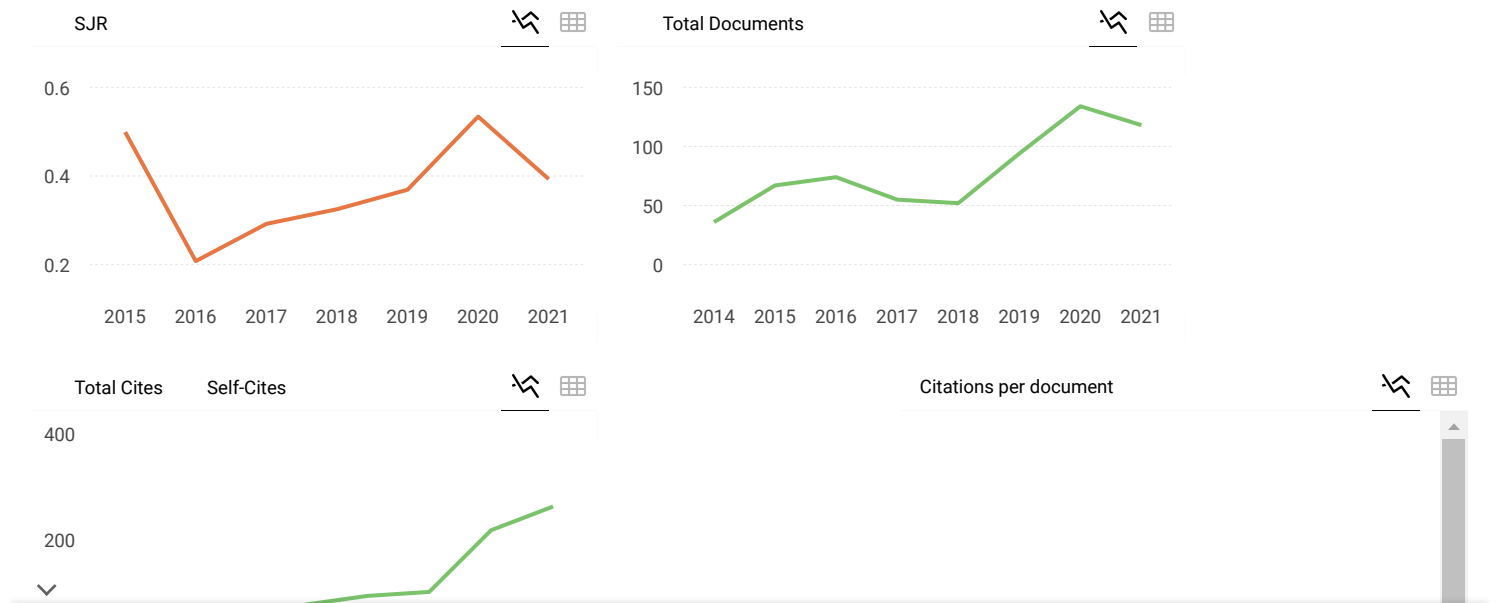 SJR
0.6
0.4
0.2
2015 2016 2017 2018 2019 2020 2021
Total Documents
150
100
50
0
2014 2015 2016 2017 2018 2019 2020 2021
Total Cites Self-Cites
400
200
Citations per document